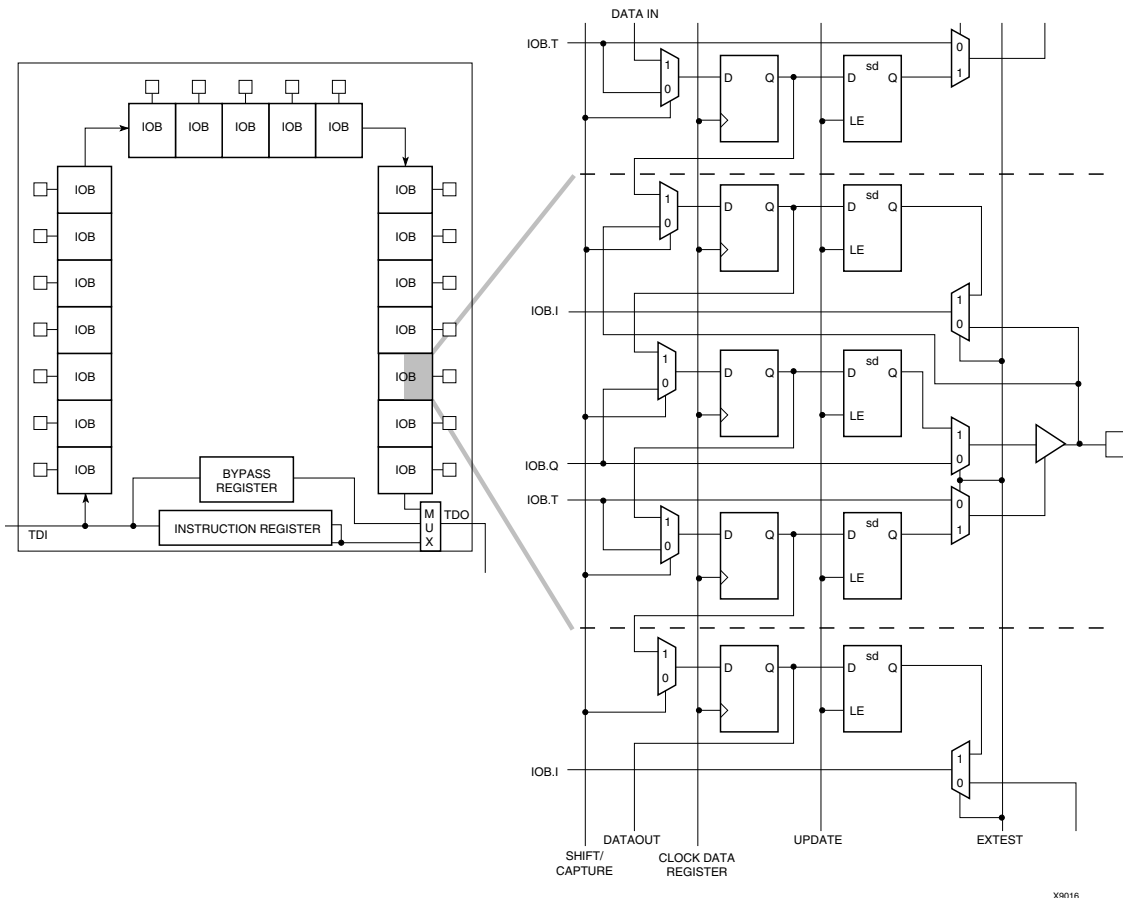 IOB IOB IOB IOB IOB
IOB
IOB
IOB
IOB
IOB
IOB
IOB
IOB
IOB
IOB
IOB
IOB
IOB
IOB
BYPASS
REGISTER
INSTRUCTION REGISTER
M
U
X
TDO
TDI
DATA IN
IOB.T
1
0
D Q
D sd Q
LE
0
1
1
0
D Q
D sd Q
LE
IOB.I
1
0
1
0
D Q
D sd Q
LE
IOB.Q
1
0
IOB.T
0
1
1
0
D Q
D sd Q
LE
1
0
D Q
D sd Q
LE
IOB.I
1
0
DATAOUT
UPDATE
EXTEST
SHIFT/
CAPTURE
CLOCK DATA
REGISTER
X9016